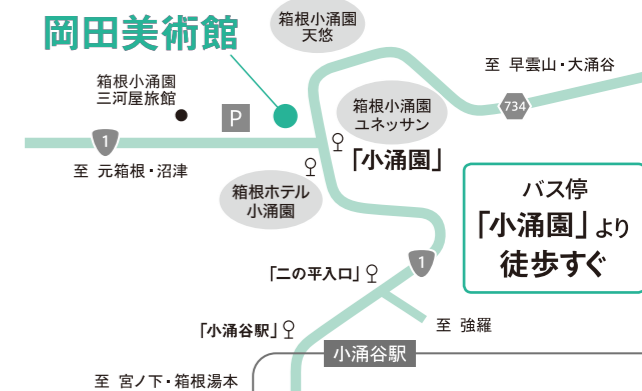 岡田美術館
箱根小涌園
天悠
至 早雲山・大涌谷
箱根小涌園
三河屋旅館
P
箱根小涌園
ユネッサン
734
1
「小涌園」
至 元箱根・沼津
箱根ホテル
小涌園
バス停
「小涌園」より
徒歩すぐ
「二の平入口」
1
「小涌谷駅」
至 強羅
小涌谷駅
至 宮ノ下・箱根湯本